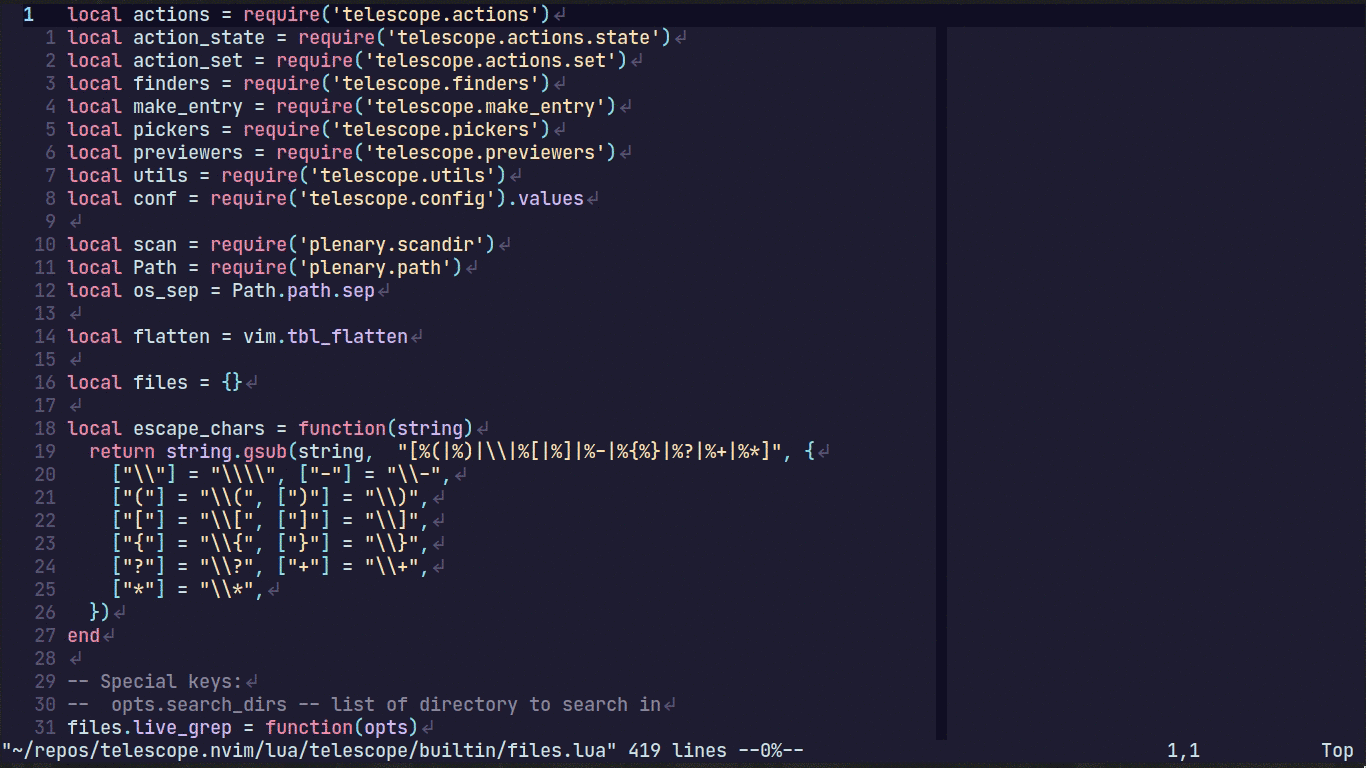 1   local actions = require('telescope.actions')↲
  1 local action_state = require('telescope.actions.state')↲
  2 local action_set = require('telescope.actions.set')↲
  3 local finders = require('telescope.finders')↲
  4 local make_entry = require('telescope.make_entry')↲
  5 local pickers = require('telescope.pickers')↲
  6 local previewers = require('telescope.previewers')↲
  7 local utils = require('telescope.utils')↲
  8 local conf = require('telescope.config').values↲
  9 ↲
 10 local scan = require('plenary.scandir')↲
 11 local Path = require('plenary.path')↲
 12 local os_sep = Path.path.sep↲
 13 ↲
 14 local flatten = vim.tbl_flatten↲
 15 ↲
 16 local files = {}↲
 17 ↲
 18 local escape_chars = function(string)↲
 19   return string.gsub(string,  "[%(|%)|\\|%[|%]|%-|%{%}|%?|%+|%*]", {↲
 20     ["\\"] = "\\\\", ["-"] = "\\-",↲
 21     ["("] = "\\(", [")"] = "\\)",↲
 22     ["["] = "\\[", ["]"] = "\\]",↲
 23     ["{"] = "\\{", ["}"] = "\\}",↲
 24     ["?"] = "\\?", ["+"] = "\\+",↲
 25     ["*"] = "\\*",↲
 26   })↲
 27 end↲
 28 ↲
 29 -- Special keys:↲
 30 --  opts.search_dirs -- list of directory to search in↲
 31 files.live_grep = function(opts)↲
"~/repos/telescope.nvim/lua/telescope/builtin/files.lua" 419 lines --0%-- 1,1 Top